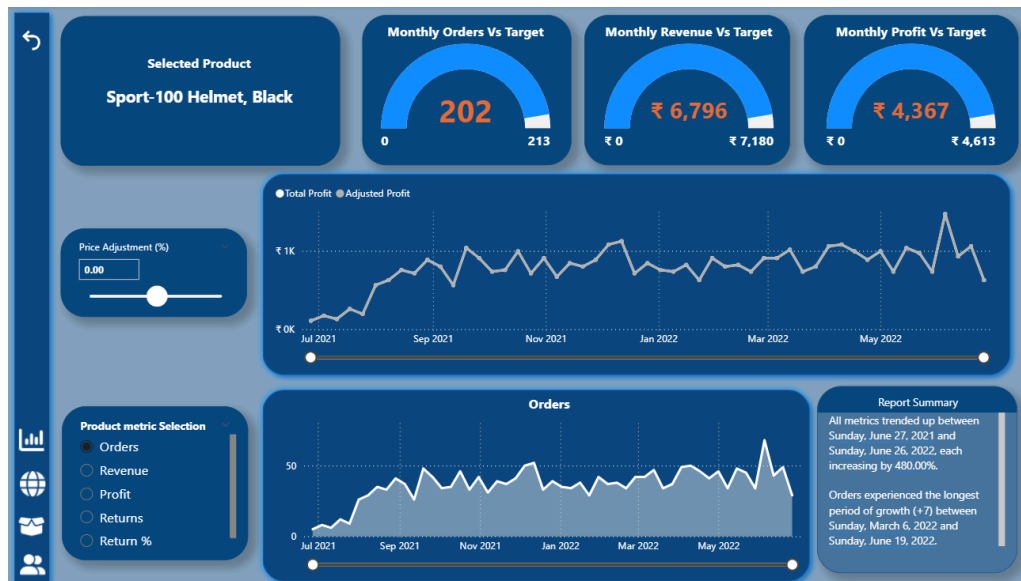 Selected Product
Sport-100 Helmet, Black
Monthly Orders Vs Target
202
0
213
Monthly Revenue Vs Target
₹ 6,796
₹ 0
₹ 7,180
Monthly Profit Vs Target
₹ 4,367
₹ 0
₹ 4,613
Price Adjustment (%)
0.00
Total Profit
Adjusted Profit
₹ 1K
₹ 0K
Jul 2021
Sep 2021
Nov 2021
Jan 2022
Mar 2022
May 2022
Product metric Selection
Orders
Revenue
Profit
Returns
Return %
Orders
50
0
Jul 2021
Sep 2021
Nov 2021
Jan 2022
Mar 2022
May 2022
Report Summary
All metrics trended up between
Sunday, June 27, 2021 and
Sunday, June 26, 2022, each
increasing by 480.00%.
Orders experienced the longest
period of growth (+7) between
Sunday, March 6, 2022 and
Sunday, June 19, 2022.